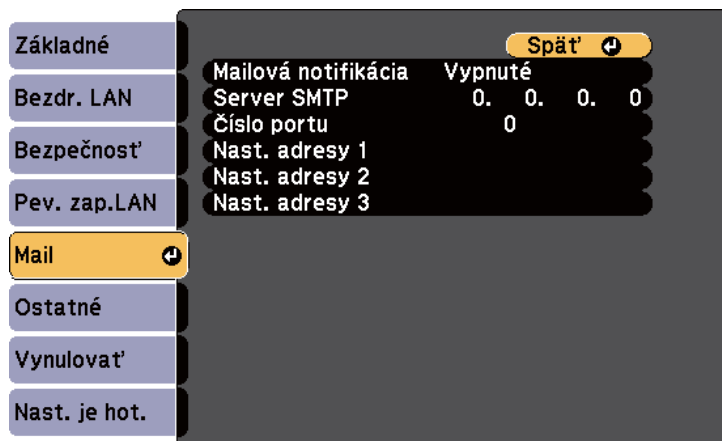 Základné
Bezdr. LAN
Bezpečnosť
Pev. zap.LAN
Mail
Ostatné
Vynulovať
Nast. je hot.
Späť
Mailová notifikácia Vypnuté
Server SMTP 0. 0. 0. 0
Číslo portu 0
Nast. adresy 1
Nast. adresy 2
Nast. adresy 3